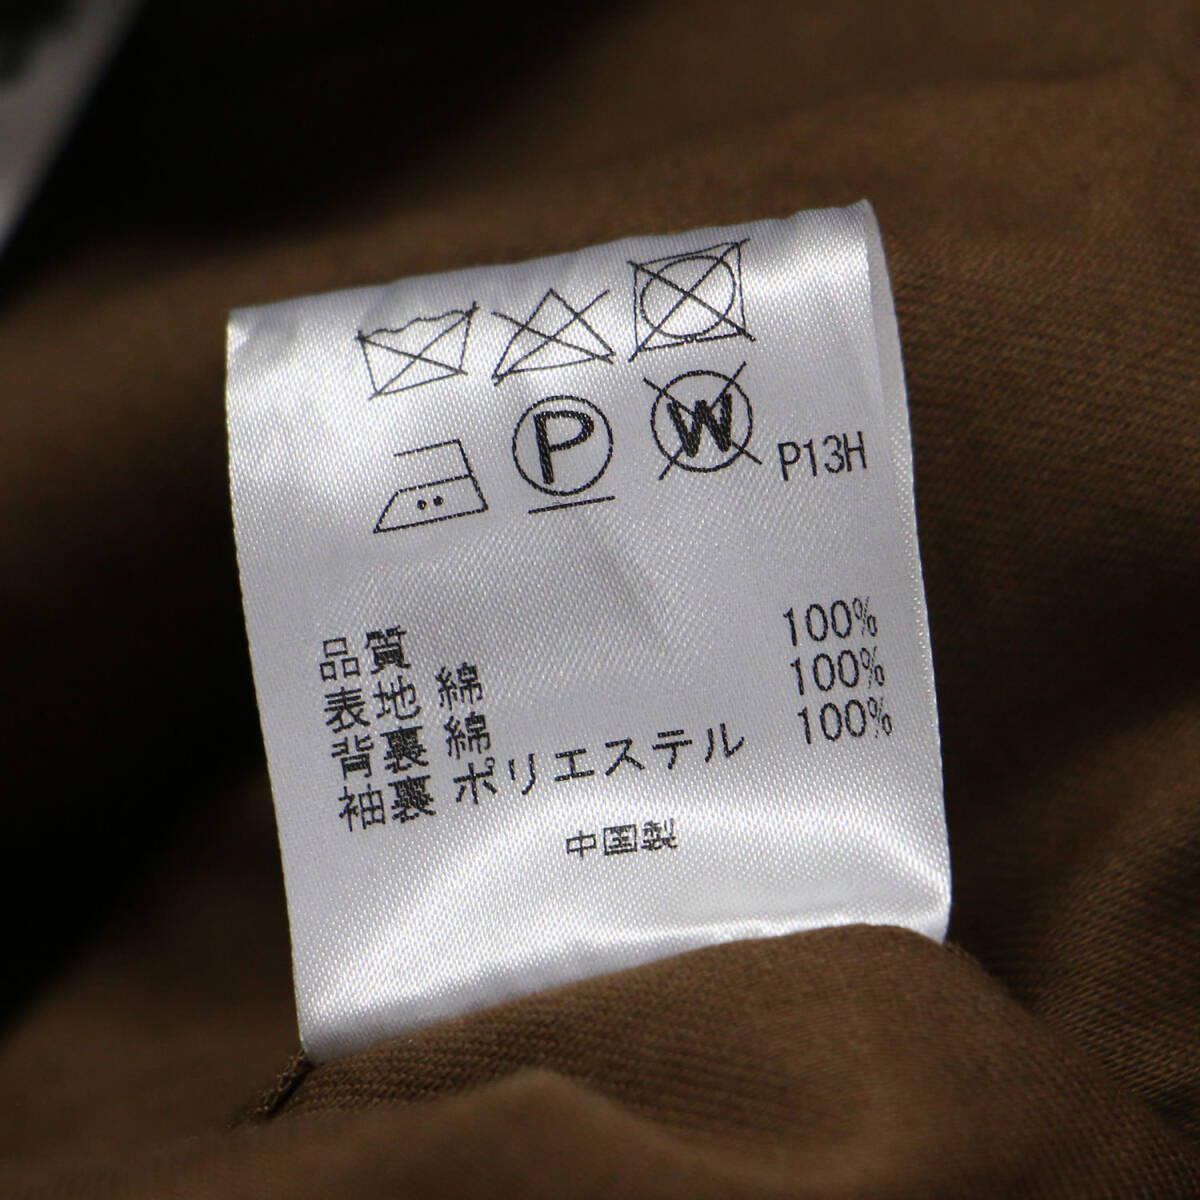 P
W
P13H
品質
表地 綿 100%
背裏 綿 100%
袖裏 ポリエステル 100%
中国製